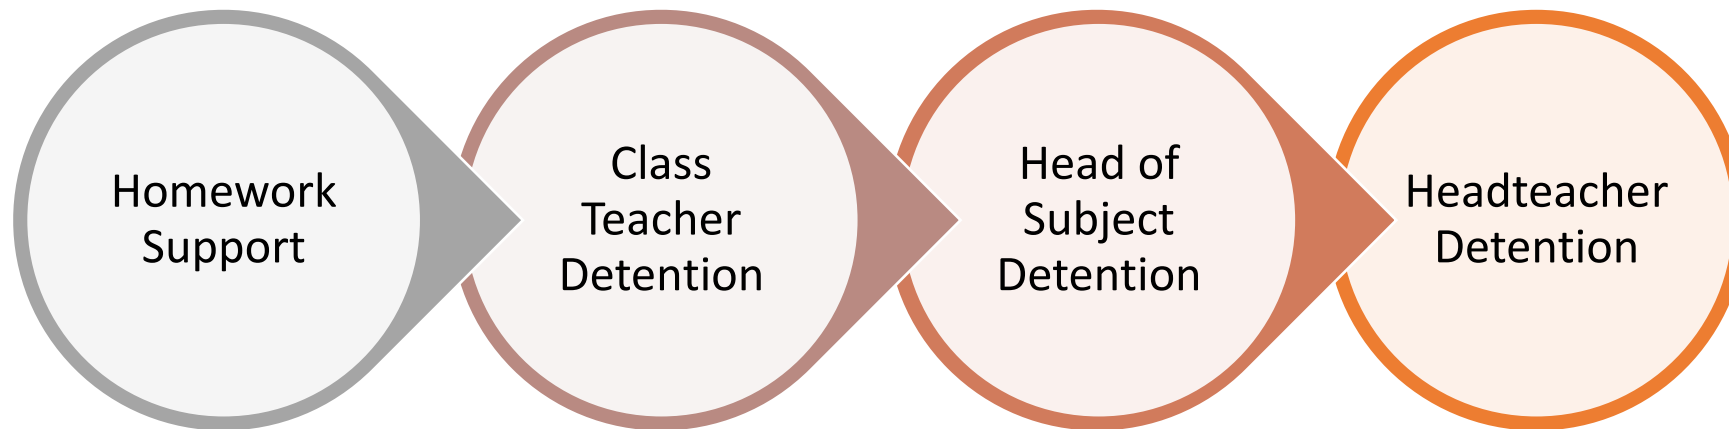 Homework
Support
Class
Teacher
Detention
Head of
Subject
Detention
Headteacher
Detention